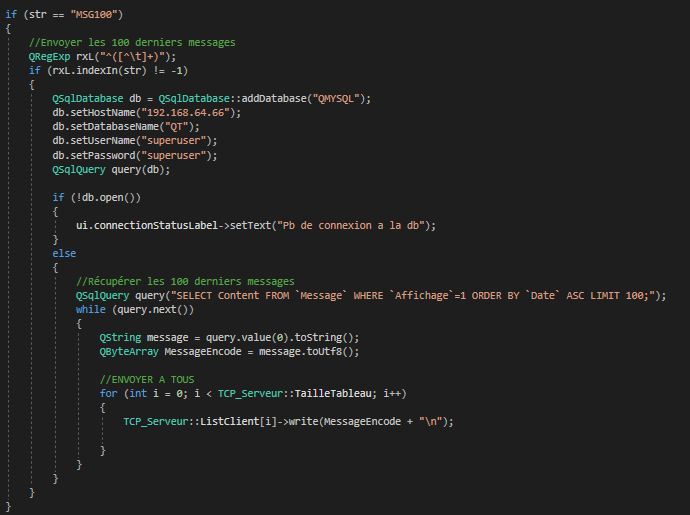 if (str == "MSG100")
{
//Envoyer les 100 derniers messages
QRegExp rxL("^([^\t]+)");
if (rxL.indexIn(str) != -1)
{
QSqlDatabase db = QSqlDatabase::addDatabase("QMYSQL");
db.setHostName("192.168.64.66");
db.setDatabaseName("QT");
db.setUserName("superuser");
db.setPassword("superuser");
QSqlQuery query(db);
if (!db.open())
{
ui.connectionStatusLabel->setText("Pb de connexion a la db");
}
else
{
//Récupérer les 100 derniers messages
QSqlQuery query("SELECT Content FROM `Message` WHERE `Affichage`=1 ORDER BY `Date` ASC LIMIT 100;");
while (query.next())
{
QString message = query.value(0).toString();
QByteArray MessageEncode = message.toUtf8();
//ENVOYER A TOUS
for (int i = 0; i < TCP_Serveur::TailleTableau; i++)
{
TCP_Serveur::ListClient[i]->write(MessageEncode + "\n");
}
}
}
}
}